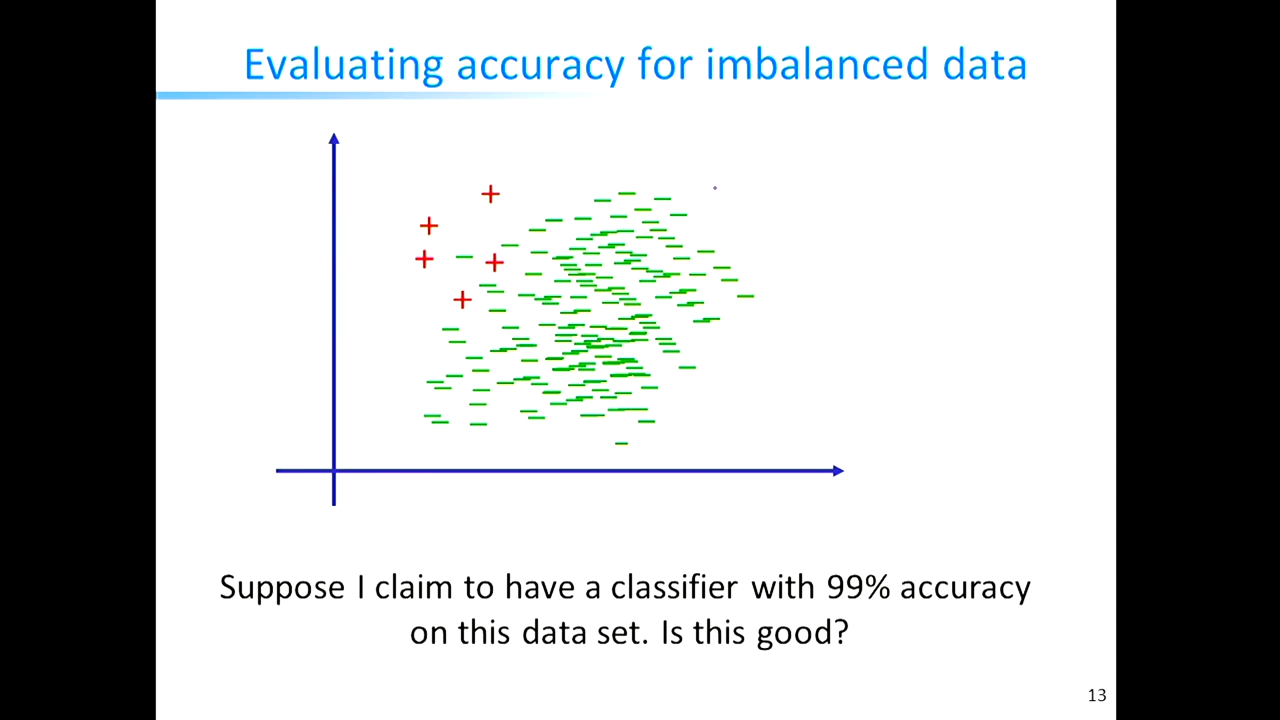 Evaluating accuracy for imbalanced data
Suppose I claim to have a classifier with 99% accuracy
on this data set. Is this good?
13